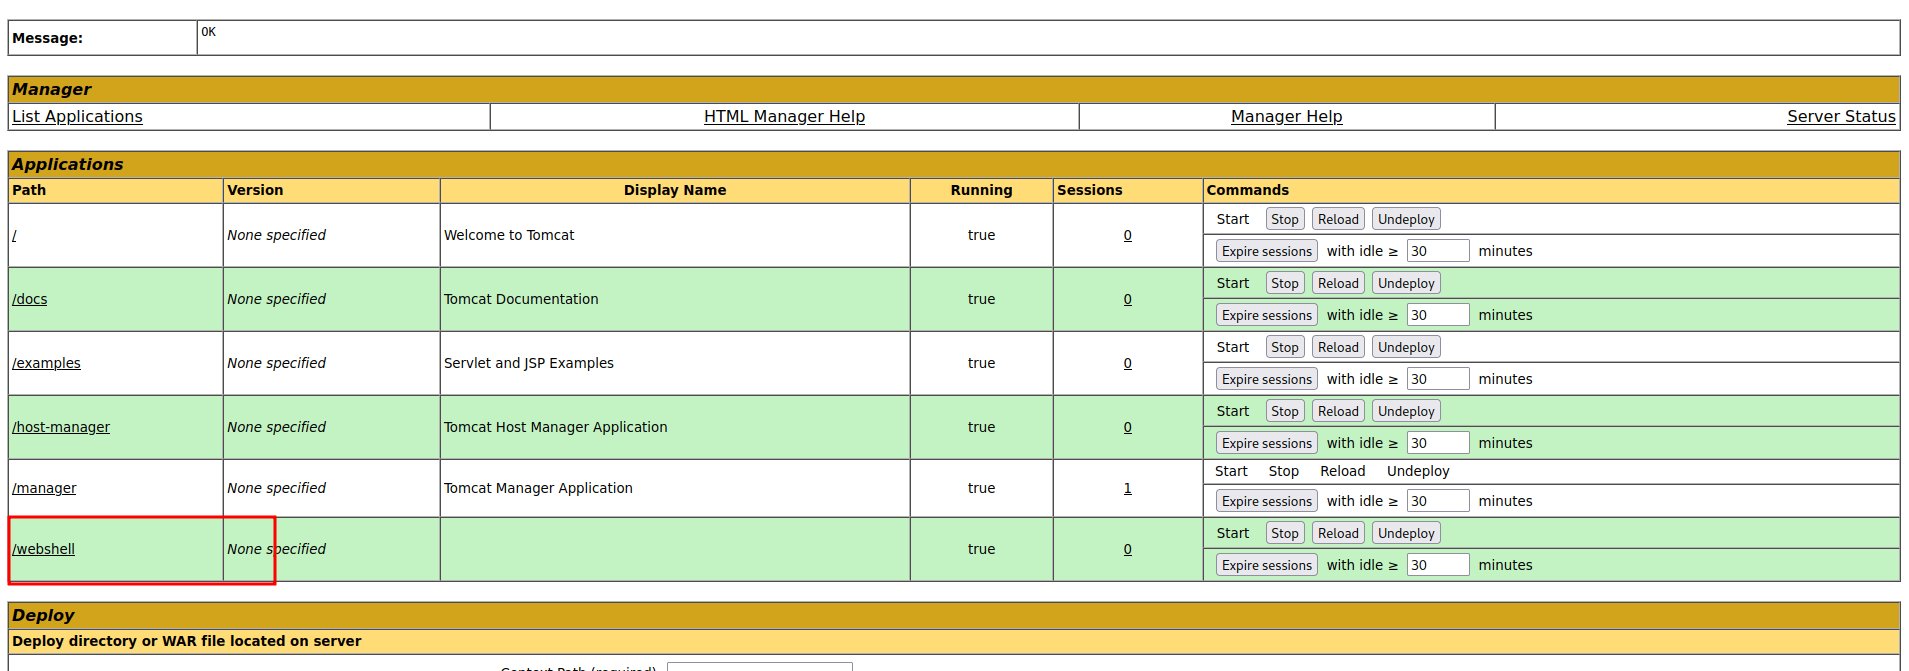 Message: OK
Manager
List Applications HTML Manager Help Manager Help Server Status
Applications
Path Version Display Name Running Sessions Commands
/ None specified Welcome to Tomcat true 0 Start Stop Reload Undeploy
Expire sessions with idle ≥ 30 minutes
/docs None specified Tomcat Documentation true 0 Start Stop Reload Undeploy
Expire sessions with idle ≥ 30 minutes
/examples None specified Servlet and JSP Examples true 0 Start Stop Reload Undeploy
Expire sessions with idle ≥ 30 minutes
/host-manager None specified Tomcat Host Manager Application true 0 Start Stop Reload Undeploy
Expire sessions with idle ≥ 30 minutes
/manager None specified Tomcat Manager Application true 1 Start Stop Reload Undeploy
Expire sessions with idle ≥ 30 minutes
/webshell None specified true 0 Start Stop Reload Undeploy
Expire sessions with idle ≥ 30 minutes
Deploy
Deploy directory or WAR file located on server
Context Path (required)